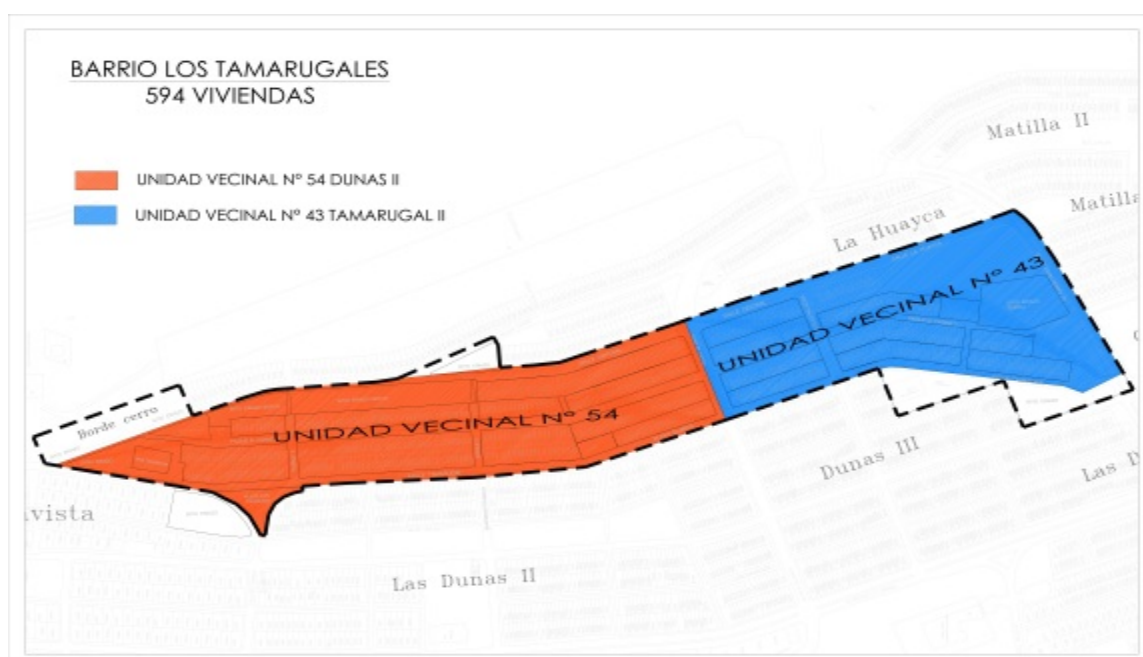 BARRIO LOS TAMARUGALES
594 VIVIENDAS
UNIDAD VECINAL Nº 54 DUNAS II
UNIDAD VECINAL Nº 43 TAMARUGAL II
Matilla II
Matilla
La Huayca
UNIDAD VECINAL Nº 43
Borde cerro
UNIDAD VECINAL Nº 54
Dunas III
Las D
vista
Las Dunas II